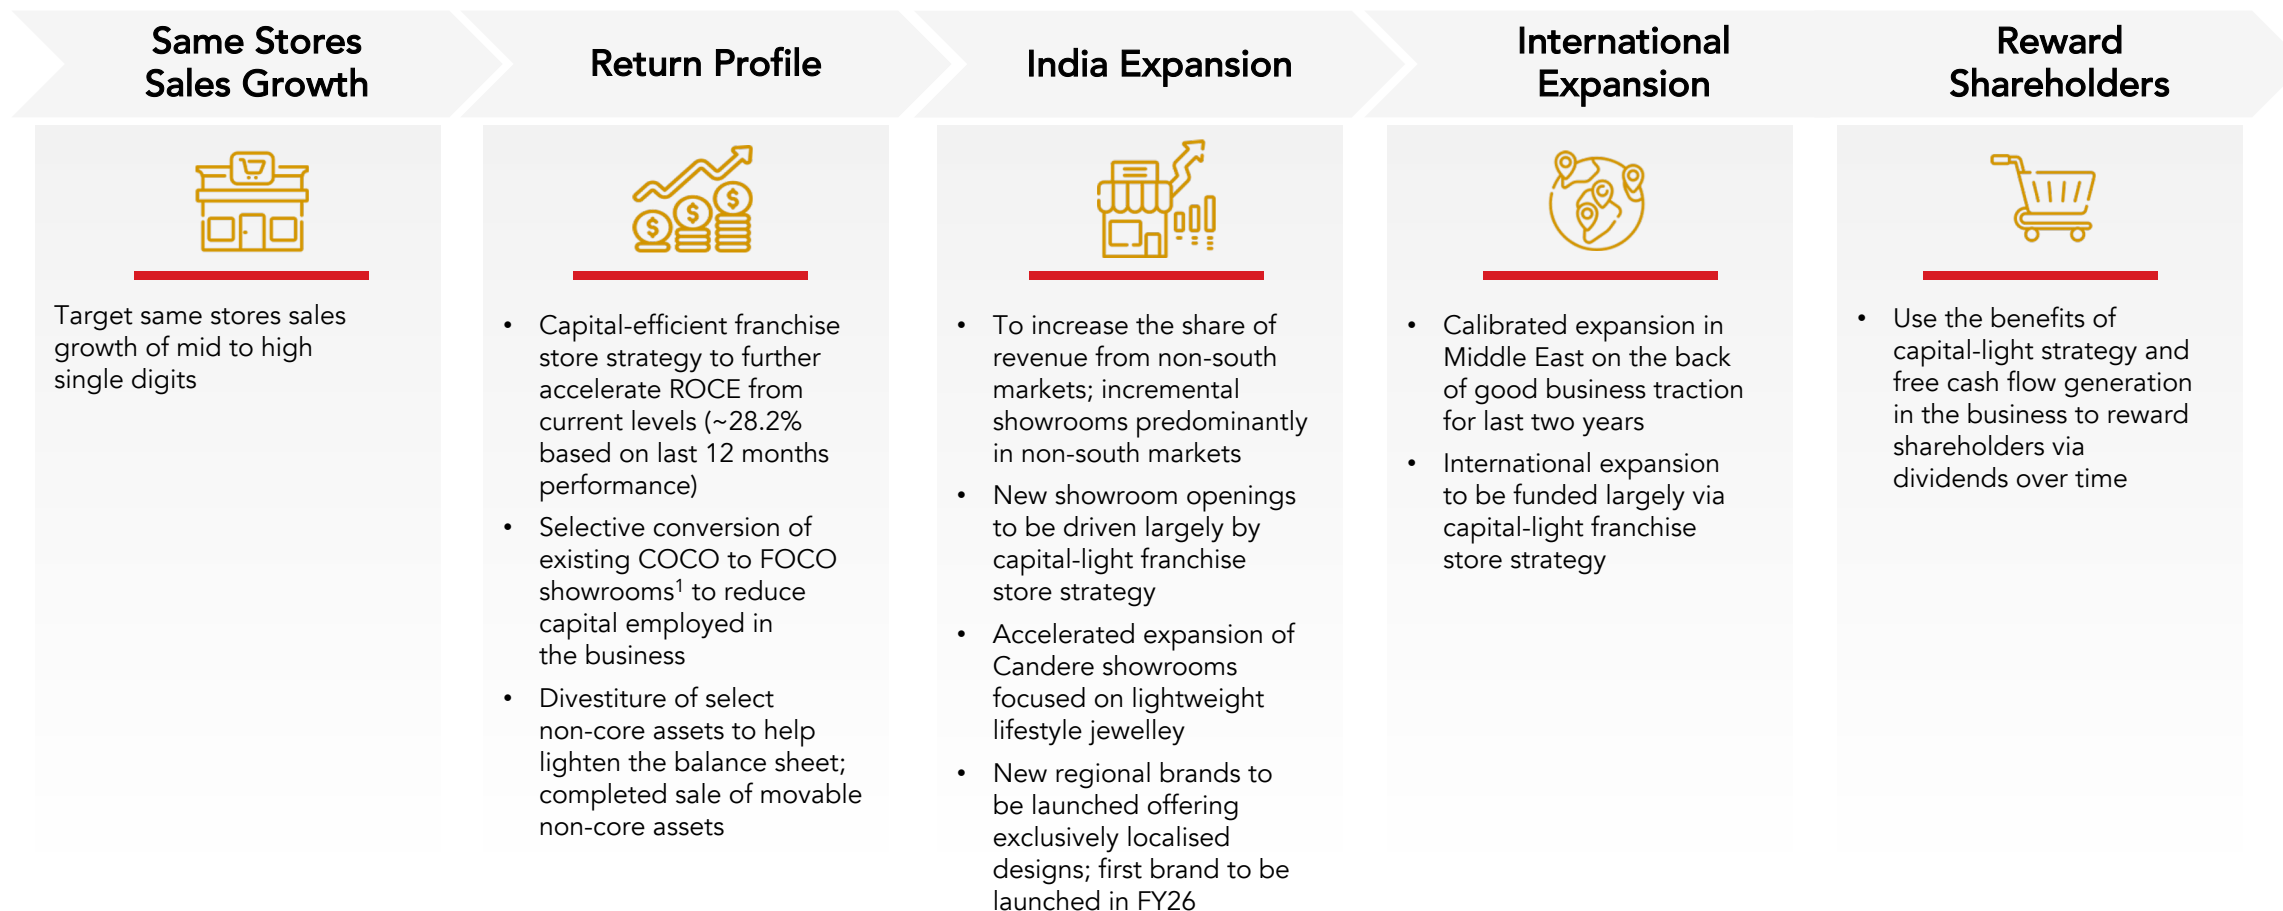 Same Stores
Sales Growth
Return Profile
India Expansion
International
Expansion
Reward
Shareholders
Target same stores sales
growth of mid to high
single digits
• Capital-efficient franchise
store strategy to further
accelerate ROCE from
current levels (~28.2%
based on last 12 months
performance)
• Selective conversion of
existing COCO to FOCO
showrooms¹ to reduce
capital employed in
the business
• Divestiture of select
non-core assets to help
lighten the balance sheet;
completed sale of movable
non-core assets
• To increase the share of
revenue from non-south
markets; incremental
showrooms predominantly
in non-south markets
• New showroom openings
to be driven largely by
capital-light franchise
store strategy
• Accelerated expansion of
Candere showrooms
focused on lightweight
lifestyle jewelley
• New regional brands to
be launched offering
exclusively localised
designs; first brand to be
launched in FY26
• Calibrated expansion in
Middle East on the back
of good business traction
for last two years
• International expansion
to be funded largely via
capital-light franchise
store strategy
• Use the benefits of
capital-light strategy and
free cash flow generation
in the business to reward
shareholders via
dividends over time